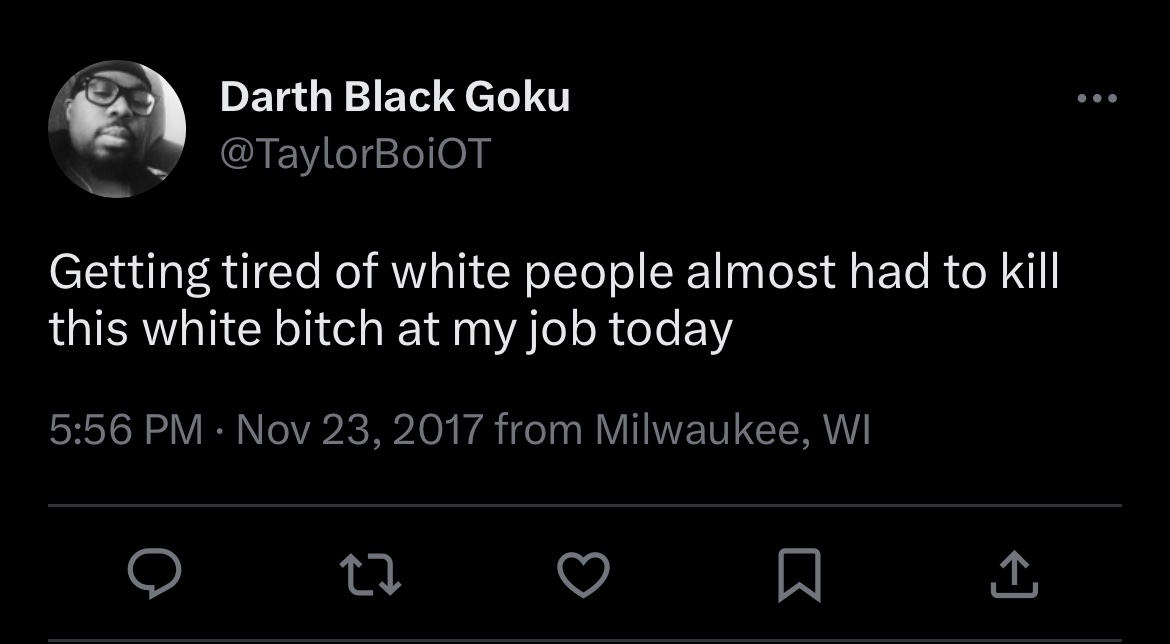 Darth Black Goku
@TaylorBoiOT
Getting tired of white people almost had to kill
this white bitch at my job today
5:56 PM · Nov 23, 2017 from Milwaukee, WI